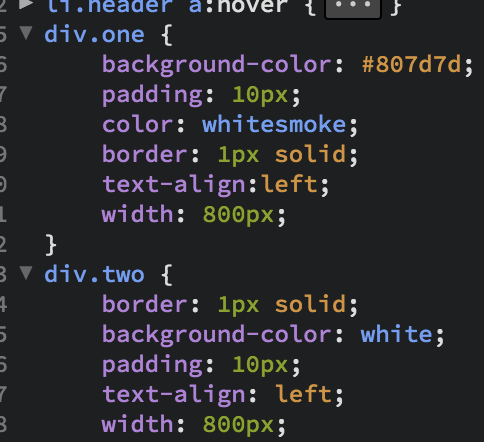 2 ▶ li.header a:hover { ... }
5 ▼ div.one {
6 background-color: #807d7d;
7 padding: 10px;
8 color: whitesmoke;
9 border: 1px solid;
0 text-align:left;
1 width: 800px;
2 }
3 ▼ div.two {
4 border: 1px solid;
5 background-color: white;
6 padding: 10px;
7 text-align: left;
8 width: 800px;